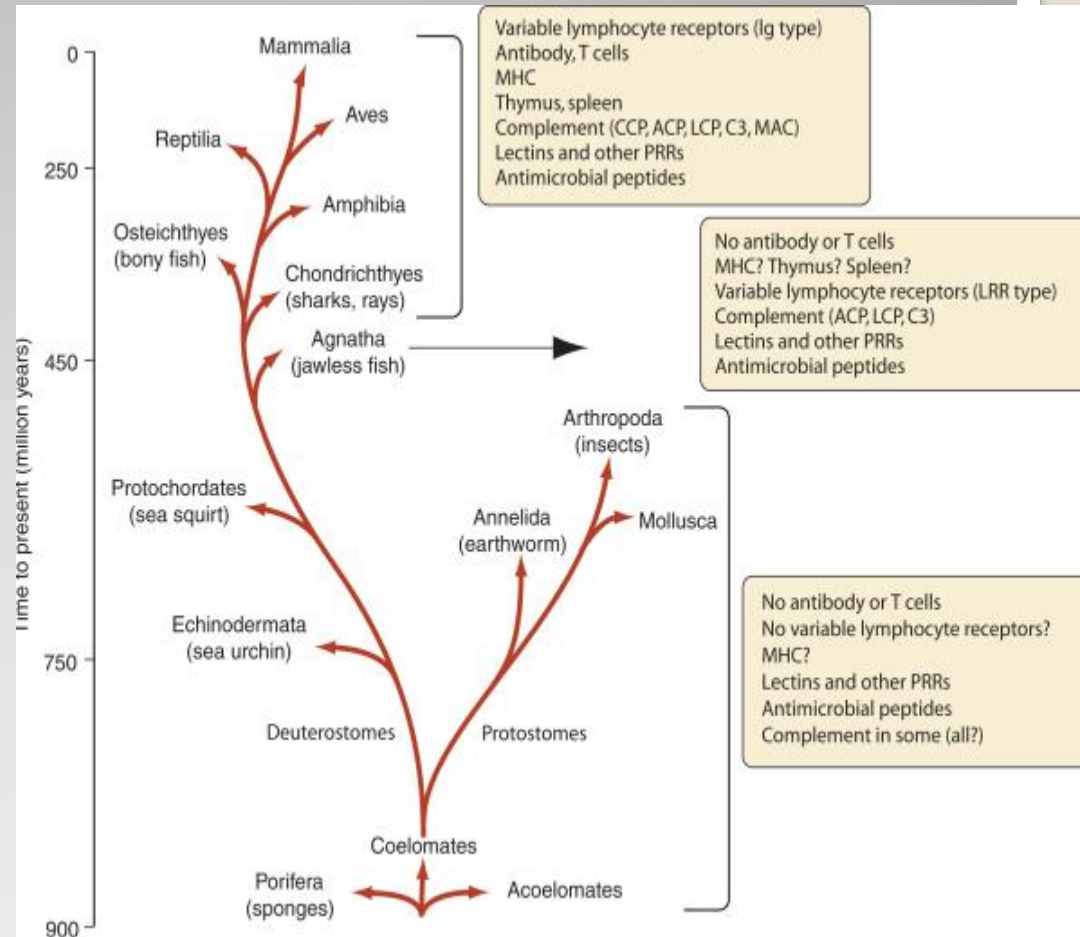 Time to present (million years)
0
250
450
750
900
Mammalia
Aves
Reptilia
Amphibia
Osteichthyes
(bony fish)
Chondrichthyes
(sharks, rays)
Agnatha
(jawless fish)
Protochordates
(sea squirt)
Echinodermata
(sea urchin)
Deuterostomes
Protostomes
Arthropoda
(insects)
Annelida
(earthworm)
Mollusca
Coelomates
Porifera
(sponges)
Acoelomates
Variable lymphocyte receptors (Ig type)
Antibody, T cells
MHC
Thymus, spleen
Complement (CCP, ACP, LCP, C3, MAC)
Lectins and other PRRs
Antimicrobial peptides
No antibody or T cells
MHC? Thymus? Spleen?
Variable lymphocyte receptors (LRR type)
Complement (ACP, LCP, C3)
Lectins and other PRRs
Antimicrobial peptides
No antibody or T cells
No variable lymphocyte receptors?
MHC?
Lectins and other PRRs
Antimicrobial peptides
Complement in some (all?)